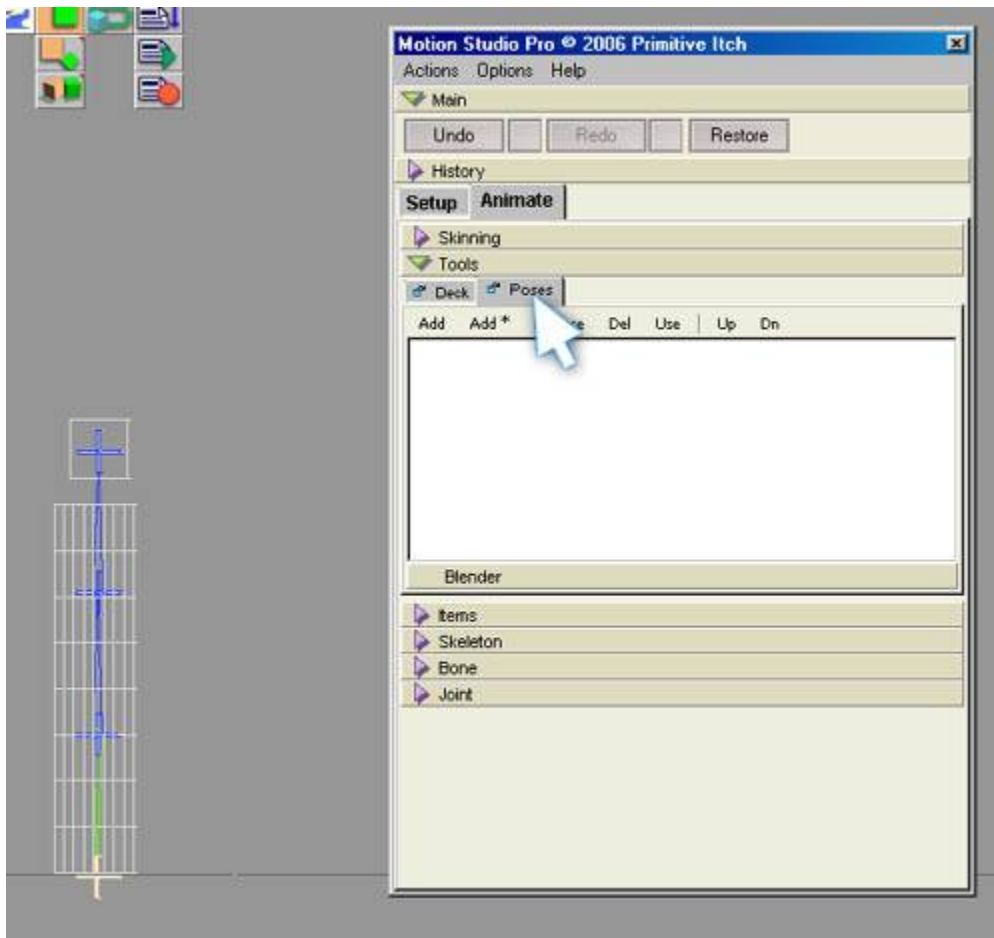 Motion Studio Pro © 2006 Primitive Itch
Actions Options Help
Main
Undo Redo Restore
History
Setup Animate
Skinning
Tools
Deck Poses
Add Add * Del Use | Up Dn
Blender
Items
Skeleton
Bone
Joint